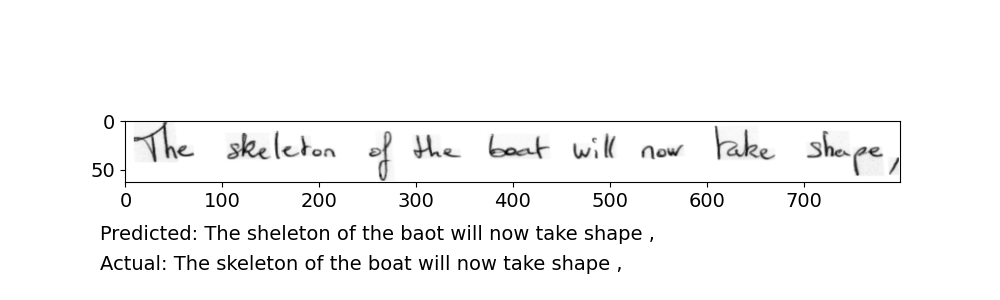 0
The skeleton of the boat will now take shape,
50
0 100 200 300 400 500 600 700
Predicted: The sheleton of the baot will now take shape ,
Actual: The skeleton of the boat will now take shape ,